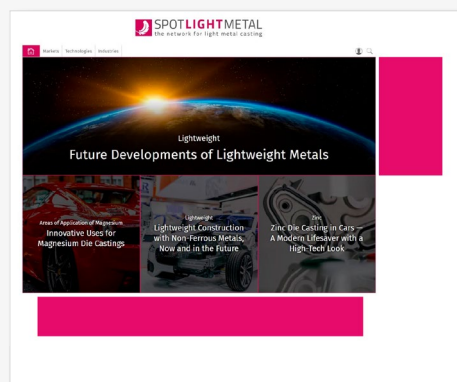 SPOTLIGHTMETAL
the network for light metal casting
Markets Technologies Industries
Lightweight
Future Developments of Lightweight Metals
Areas of Application of Magnesium
Innovative Uses for
Magnesium Die Castings
Lightweight
Lightweight Construction
with Non-Ferrous Metals,
Now and in the Future
Zinc
Zinc Die Casting in Cars –
A Modern Lifesaver with a
High-Tech Look